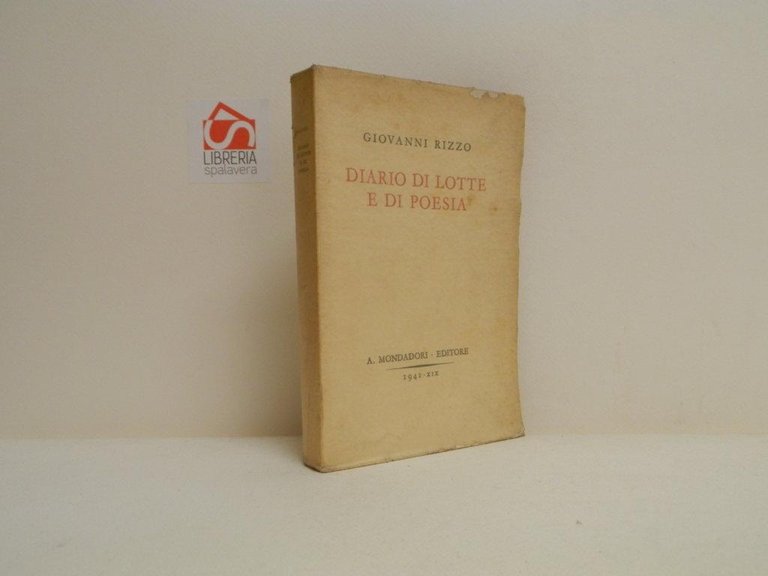 LIBRERIA
spalavera
GIOVANNI RIZZO
DIARIO DI LOTTE
E DI POESIA
A. MONDADORI · EDITORE
1941 - XIX